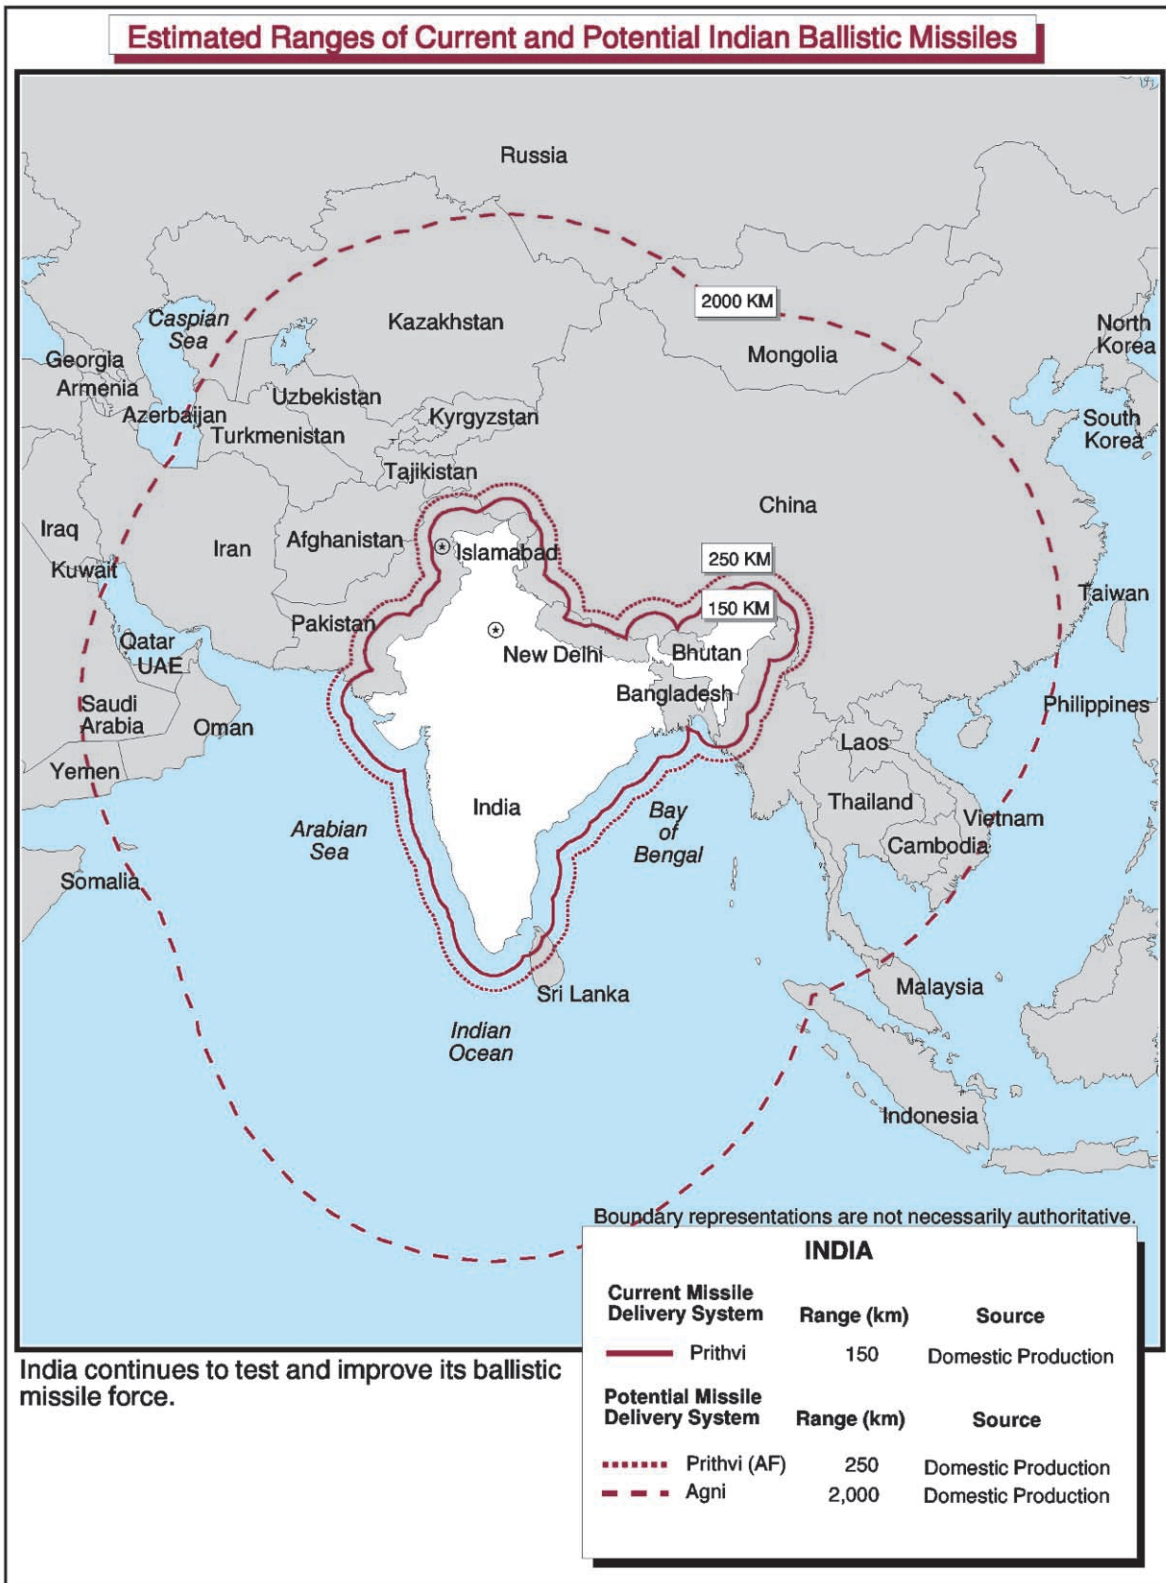 Estimated Ranges of Current and Potential Indian Ballistic Missiles
Russia
2000 KM
Caspian
Sea
Kazakhstan
Mongolia
North
Korea
Georgia
Armenia
Uzbekistan
Azerbaijan
Kyrgyzstan
South
Korea
Turkmenistan
Tajikistan
China
Iraq
Iran
Afghanistan
Islamabad
250 KM
Kuwait
150 KM
Taiwan
Pakistan
Qatar
UAE
New Delhi
Bhutan
Bangladesh
Saudi
Arabia
Oman
Philippines
Laos
Yemen
India
Thailand
Vietnam
Arabian
Sea
Bay
of
Bengal
Cambodia
Somalia
Sri Lanka
Malaysia
Indian
Ocean
Indonesia
Boundary representations are not necessarily authoritative.
INDIA
Current Missile
Delivery System Range (km) Source
Prithvi 150 Domestic Production
Potential Missile
Delivery System Range (km) Source
Prithvi (AF) 250 Domestic Production
Agni 2,000 Domestic Production
India continues to test and improve its ballistic
missile force.